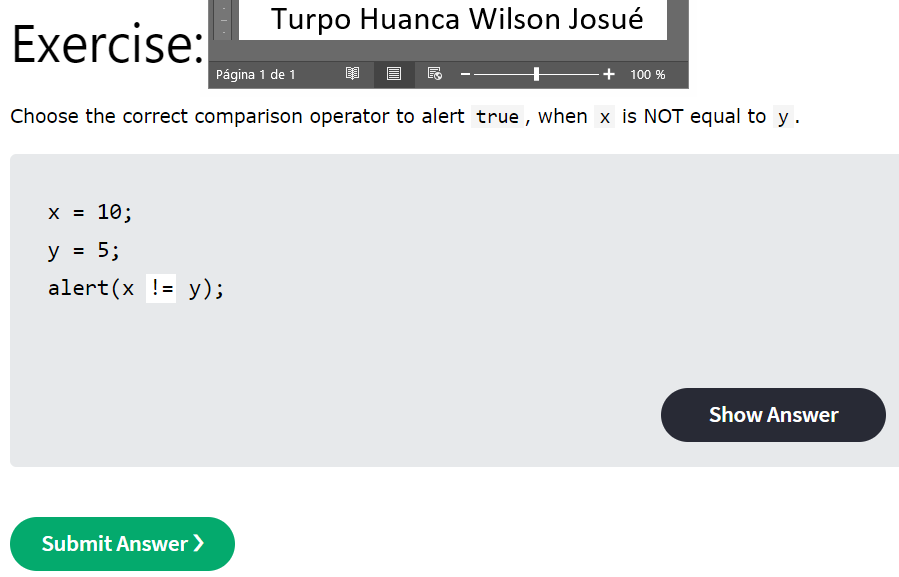 Turpo Huanca Wilson Josué
Exercise:
Página 1 de 1 100 %
Choose the correct comparison operator to alert true, when x is NOT equal to y.
x = 10;
y = 5;
alert(x != y);
Show Answer
Submit Answer ❯